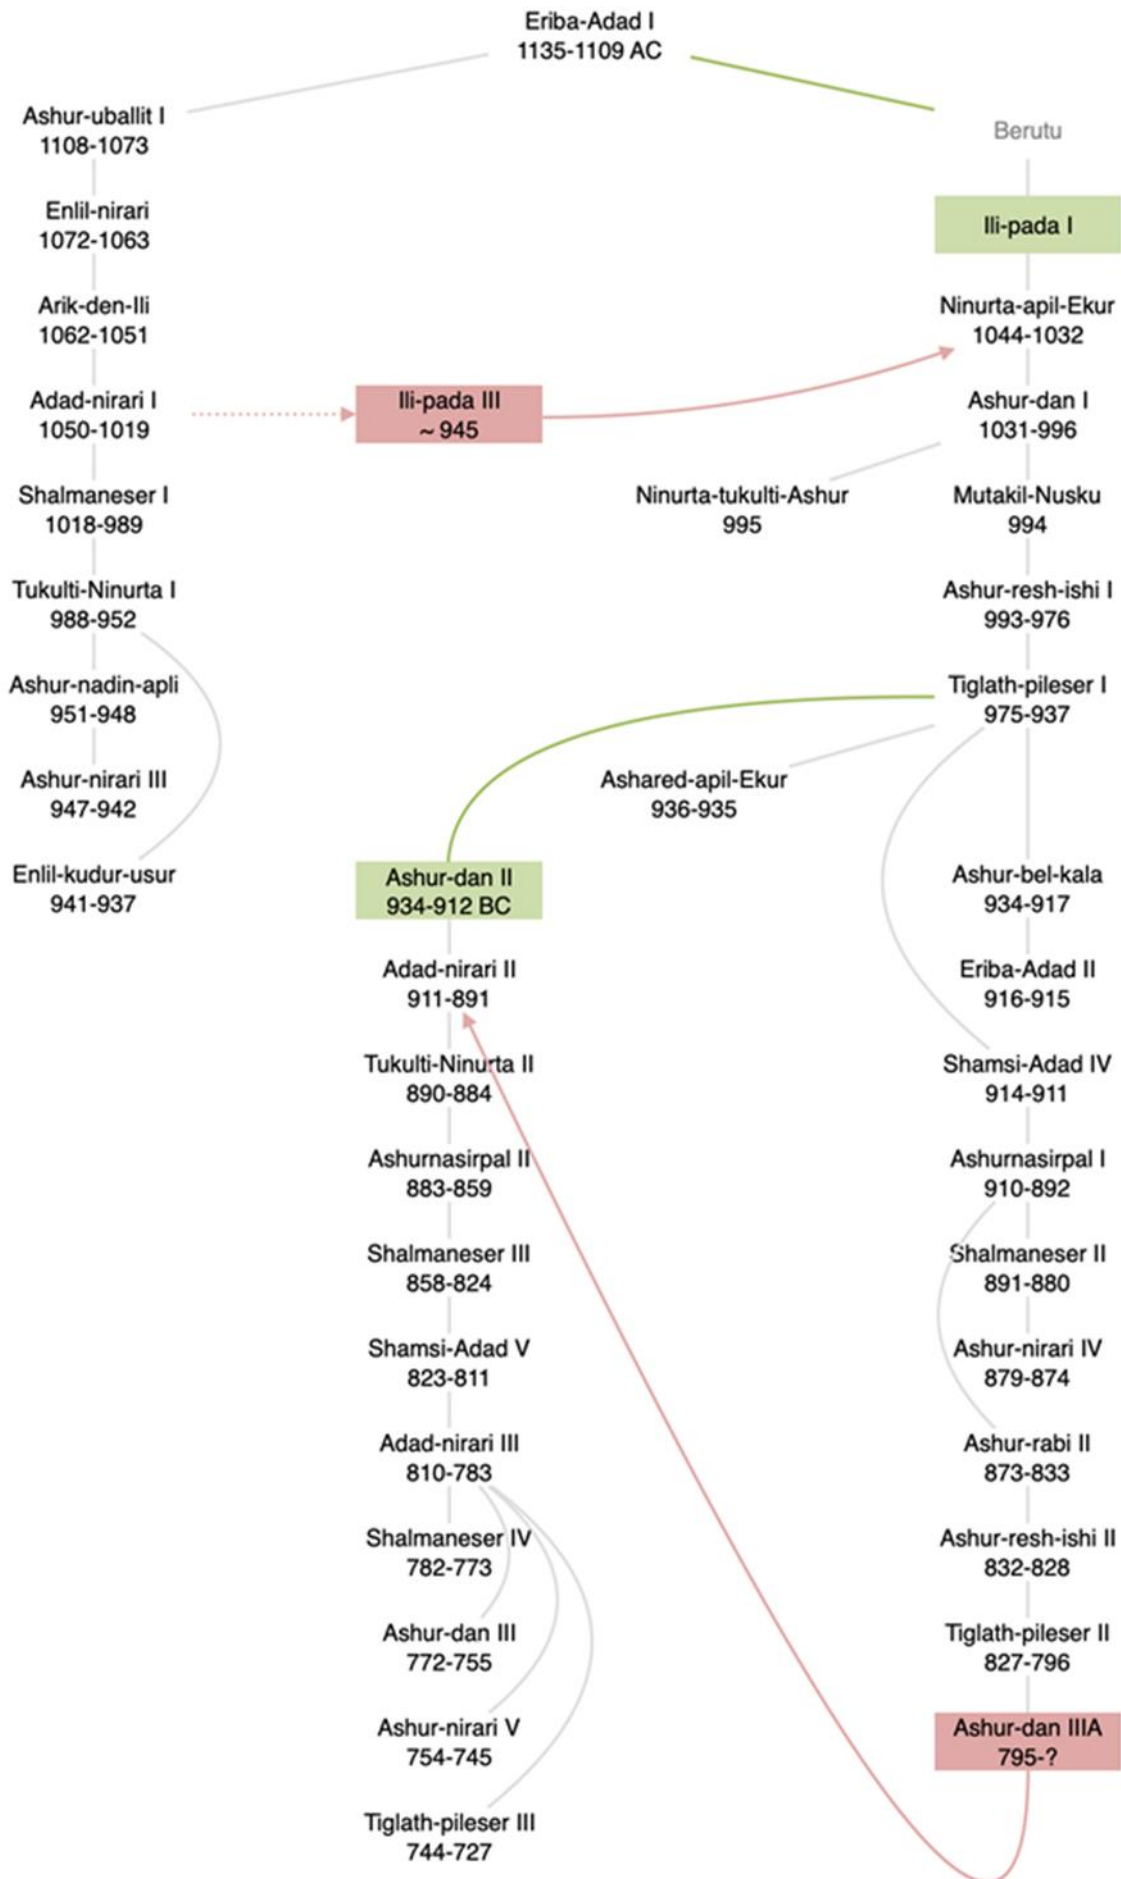 Eriba-Adad I
1135-1109 AC
Ashur-uballit I
1108-1073
Enlil-nirari
1072-1063
Arik-den-Ili
1062-1051
Adad-nirari I
1050-1019
Shalmaneser I
1018-989
Tukulti-Ninurta I
988-952
Ashur-nadin-apli
951-948
Ashur-nirari III
947-942
Enlil-kudur-usur
941-937
Ili-pada III
~ 945
Berutu
Ili-pada I
Ninurta-apil-Ekur
1044-1032
Ashur-dan I
1031-996
Ninurta-tukulti-Ashur
995
Mutakil-Nusku
994
Ashur-resh-ishi I
993-976
Tiglath-pileser I
975-937
Ashared-apil-Ekur
936-935
Ashur-dan II
934-912 BC
Adad-nirari II
911-891
Tukulti-Ninurta II
890-884
Ashurnasirpal II
883-859
Shalmaneser III
858-824
Shamsi-Adad V
823-811
Adad-nirari III
810-783
Shalmaneser IV
782-773
Ashur-dan III
772-755
Ashur-nirari V
754-745
Tiglath-pileser III
744-727
Ashur-bel-kala
934-917
Eriba-Adad II
916-915
Shamsi-Adad IV
914-911
Ashurnasirpal I
910-892
Shalmaneser II
891-880
Ashur-nirari IV
879-874
Ashur-rabi II
873-833
Ashur-resh-ishi II
832-828
Tiglath-pileser II
827-796
Ashur-dan IIIA
795-?